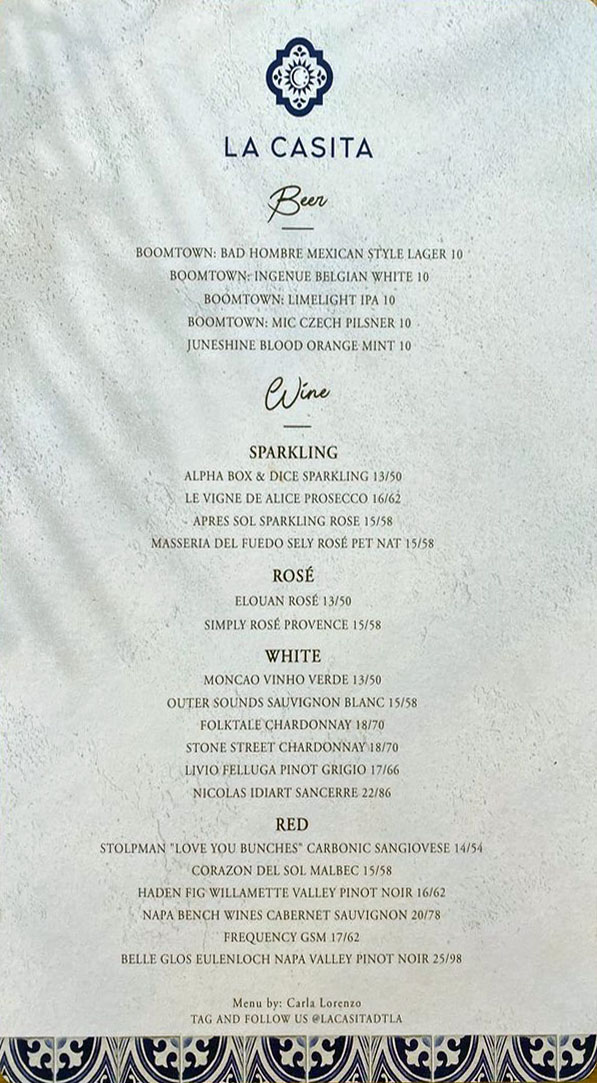 LA CASITA
Beer
BOOMTOWN: BAD HOMBRE MEXICAN STYLE LAGER 10
BOOMTOWN: INGENUE BELGIAN WHITE 10
BOOMTOWN: LIMELIGHT IPA 10
BOOMTOWN: MIC CZECH PILSNER 10
JUNESHINE BLOOD ORANGE MINT 10
Wine
SPARKLING
ALPHA BOX & DICE SPARKLING 13/50
LE VIGNE DE ALICE PROSECCO 16/62
APRES SOL SPARKLING ROSE 15/58
MASSERIA DEL FUEDO SELY ROSÉ PET NAT 15/58
ROSÉ
ELOUAN ROSÉ 13/50
SIMPLY ROSÉ PROVENCE 15/58
WHITE
MONCAO VINHO VERDE 13/50
OUTER SOUNDS SAUVIGNON BLANC 15/58
FOLKTALE CHARDONNAY 18/70
STONE STREET CHARDONNAY 18/70
LIVIO FELLUGA PINOT GRIGIO 17/66
NICOLAS IDIART SANCERRE 22/86
RED
STOLPMAN "LOVE YOU BUNCHES" CARBONIC SANGIOVESE 14/54
CORAZON DEL SOL MALBEC 15/58
HADEN FIG WILLAMETTE VALLEY PINOT NOIR 16/62
NAPA BENCH WINES CABERNET SAUVIGNON 20/78
FREQUENCY GSM 17/62
BELLE GLOS EULENLOCH NAPA VALLEY PINOT NOIR 25/98
Menu by: Carla Lorenzo
TAG AND FOLLOW US @LACASITADTLA